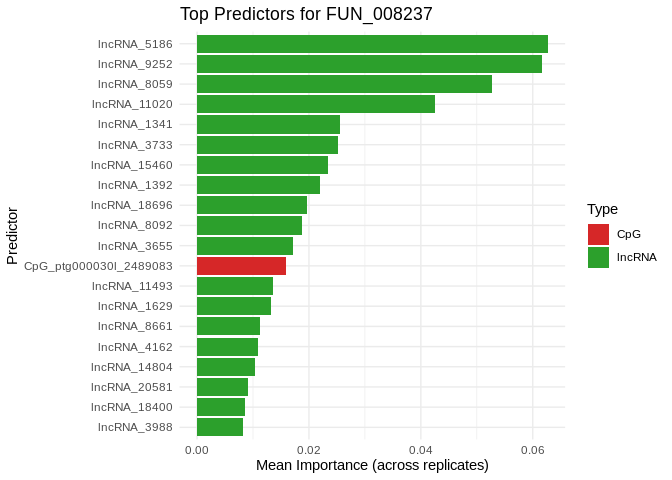 Top Predictors for FUN_008237
Predictor
lncRNA_5186
lncRNA_9252
lncRNA_8059
lncRNA_11020
lncRNA_1341
lncRNA_3733
lncRNA_15460
lncRNA_1392
lncRNA_18696
lncRNA_8092
lncRNA_3655
CpG_ptg000030l_2489083
lncRNA_11493
lncRNA_1629
lncRNA_8661
lncRNA_4162
lncRNA_14804
lncRNA_20581
lncRNA_18400
lncRNA_3988
0.00 0.02 0.04 0.06
Mean Importance (across replicates)
Type
CpG
lncRNA